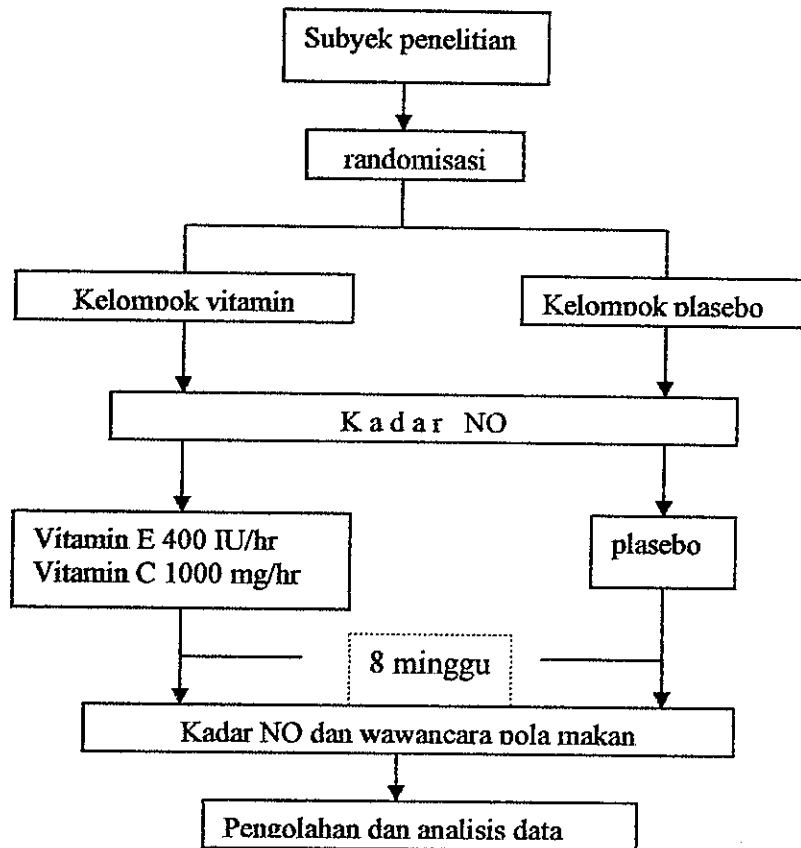 Subyek penelitian
randomisasi
Kelompok vitamin
Kelompok plasebo
Kadar NO
Vitamin E 400 IU/hr
Vitamin C 1000 mg/hr
plasebo
8 minggu
Kadar NO dan wawancara pola makan
Pengolahan dan analisis data